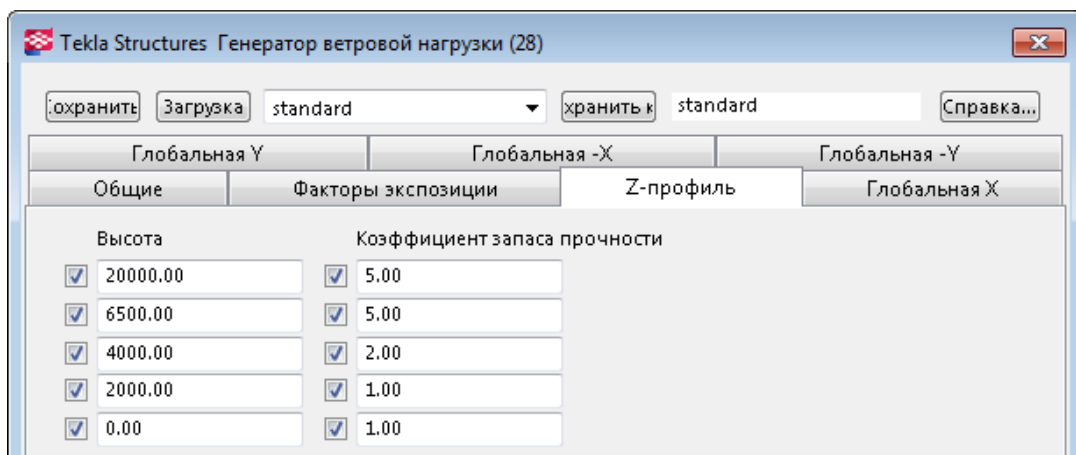 Tekla Structures Генератор ветровой нагрузки (28)
охранить Загрузка standard хранить к standard Справка...
Глобальная Y Глобальная -X Глобальная -Y
Общие Факторы экспозиции Z-профиль Глобальная X
Высота Коэффициент запаса прочности
20000.00 5.00
6500.00 5.00
4000.00 2.00
2000.00 1.00
0.00 1.00